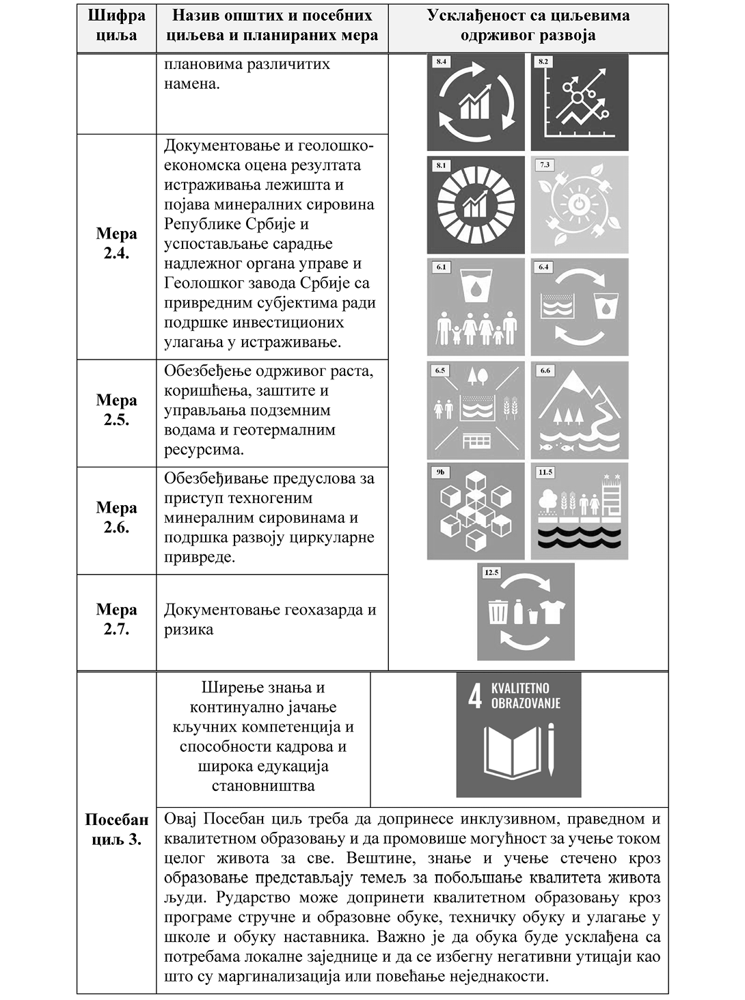 Шифра
циља
Назив општих и посебних
циљева и планираних мера
Усклађеност са циљевима
одрживог развоја
плановима различитих
намена.
8.4
8.2
Мера
2.4.
Документовање и геолошко-
економска оцена резултата
истраживања лежишта и
појава минералних сировина
Републике Србије и
успостављање сарадње
надлежног органа управе и
Геолошког завода Србије са
привредним субјектима ради
подршке инвестиционих
улагања у истраживање.
8.1
7.3
6.1
6.4
Мера
2.5.
Обезбеђење одрживог раста,
коришћења, заштите и
управљања подземним
водама и геотермалним
ресурсима.
6.5
6.6
Мера
2.6.
Обезбеђивање предуслова за
приступ техногеним
минералним сировинама и
подршка развоју циркуларне
привреде.
9b
11.5
Мера
2.7.
Документовање геохазарда и
ризика
12.5
Посебан
циљ 3.
Ширење знања и
континуално јачање
кључних компетенција и
способности кадрова и
широка едукација
становништва
4 KVALITETNO
OBRAZOVANJE
Овај Посебан циљ треба да допринесе инклузивном, праведном и
квалитетном образовању и да промовише могућност за учење током
целог живота за све. Вештине, знање и учење стечено кроз
образовање представљају темељ за побољшање квалитета живота
људи. Рударство може допринети квалитетном образовању кроз
програме стручне и образовне обуке, техничку обуку и улагање у
школе и обуку наставника. Важно је да обука буде усклађена са
потребама локалне заједнице и да се избегну негативни утицаји као
што су маргинализација или повећање неједнакости.